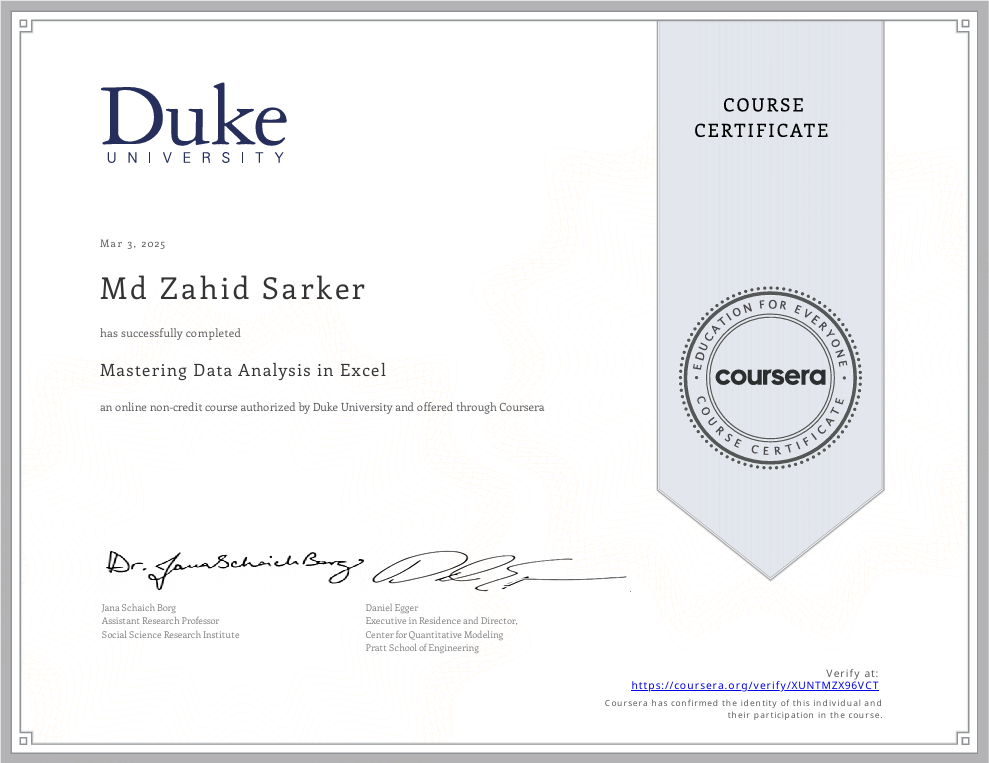 Duke
UNIVERSITY
COURSE
CERTIFICATE
Mar 3, 2025
Md Zahid Sarker
has successfully completed
Mastering Data Analysis in Excel
an online non-credit course authorized by Duke University and offered through Coursera
EDUCATION FOR EVERYONE
coursera
COURSE CERTIFICATE
Dr. Jana Schaich Borg
Jana Schaich Borg
Assistant Research Professor
Social Science Research Institute
Daniel Egger
Executive in Residence and Director,
Center for Quantitative Modeling
Pratt School of Engineering
Verify at:
https://coursera.org/verify/XUNTMZX96VCT
Coursera has confirmed the identity of this individual and
their participation in the course.